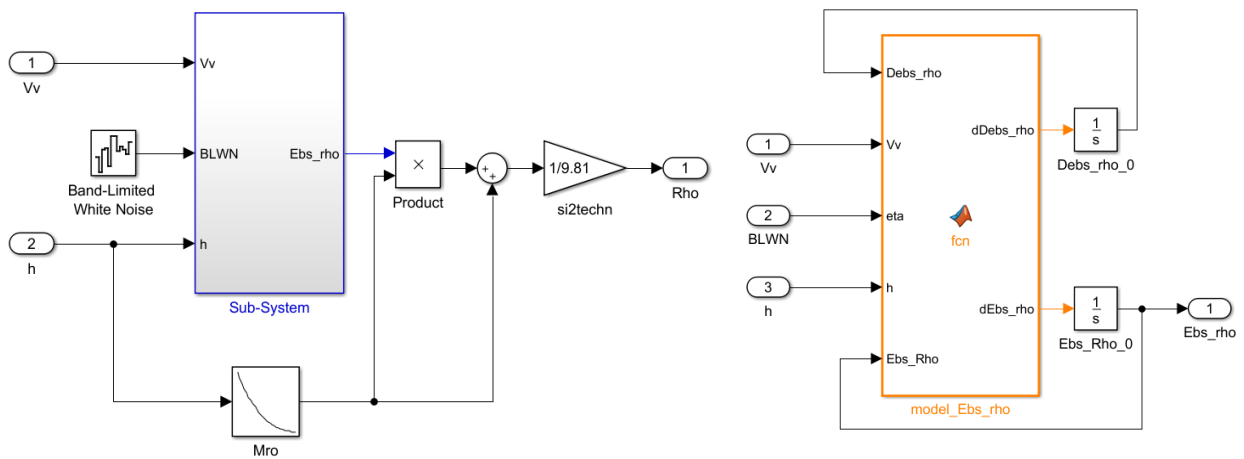 1
Vv
Vv
BLWN
Ebs_rho
h
Band-Limited
White Noise
2
h
Sub-System
×
Product
+
+
1/9.81
si2techn
1
Rho
Mro
Debs_rho
Vv
eta
h
Ebs_Rho
dDebs_rho
dEbs_rho
fcn
model_Ebs_rho
1
Vv
2
BLWN
3
h
1
s
Debs_rho_0
1
s
Ebs_Rho_0
1
Ebs_rho